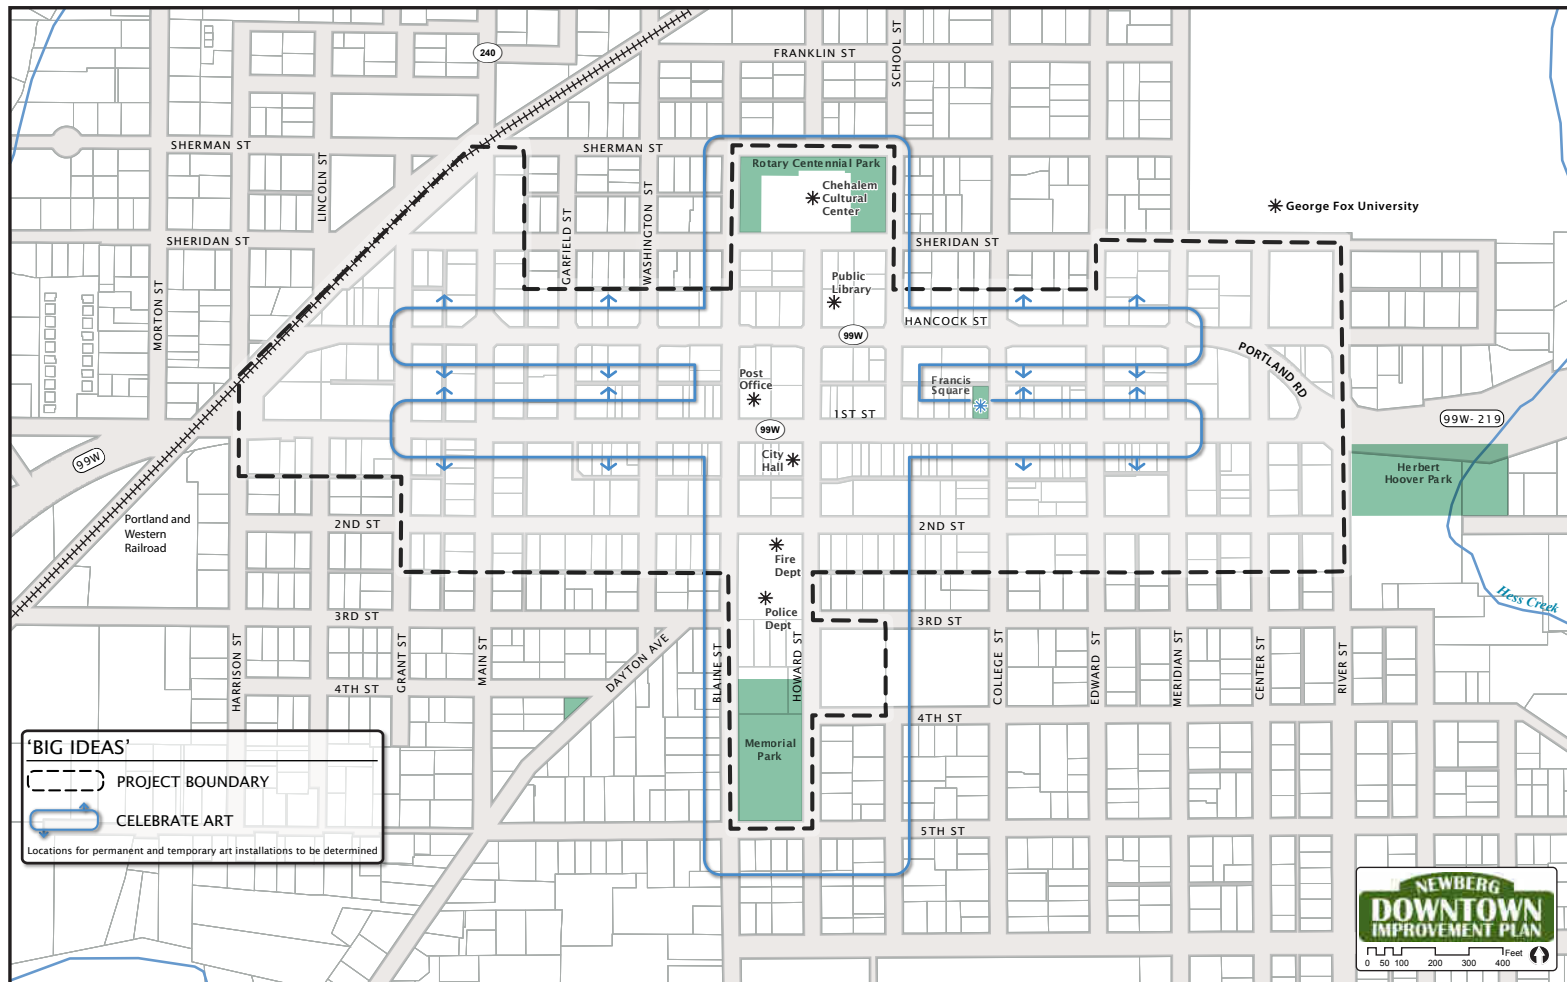 240
FRANKLIN ST
SCHOOL ST
SHERMAN ST
SHERMAN ST
LINCOLN ST
Rotary Centennial Park
Chehalem
Cultural
Center
George Fox University
GARFIELD ST
WASHINGTON ST
SHERIDAN ST
SHERIDAN ST
MORTON ST
Public
Library
HANCOCK ST
99W
PORTLAND RD
Post
Office
Francis
Square
1ST ST
99W
99W-219
99W
City
Hall
Herbert
Hoover Park
Portland and
Western
Railroad
2ND ST
2ND ST
Fire
Dept
Police
Dept
Hess Creek
3RD ST
3RD ST
HARRISON ST
GRANT ST
MAIN ST
DAYTON AVE
BLAINE ST
HOWARD ST
COLLEGE ST
EDWARD ST
MERIDIAN ST
CENTER ST
RIVER ST
4TH ST
4TH ST
Memorial
Park
5TH ST
'BIG IDEAS'
PROJECT BOUNDARY
CELEBRATE ART
Locations for permanent and temporary art installations to be determined
NEWBERG
DOWNTOWN
IMPROVEMENT PLAN
Feet
0 50 100 200 300 400